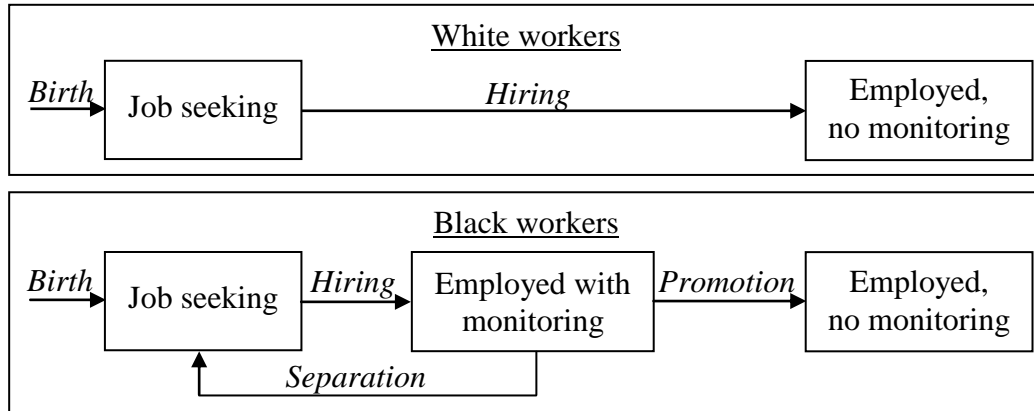 White workers
Birth
Job seeking
Hiring
Employed,
no monitoring
Black workers
Birth
Job seeking
Hiring
Employed with
monitoring
Promotion
Employed,
no monitoring
Separation